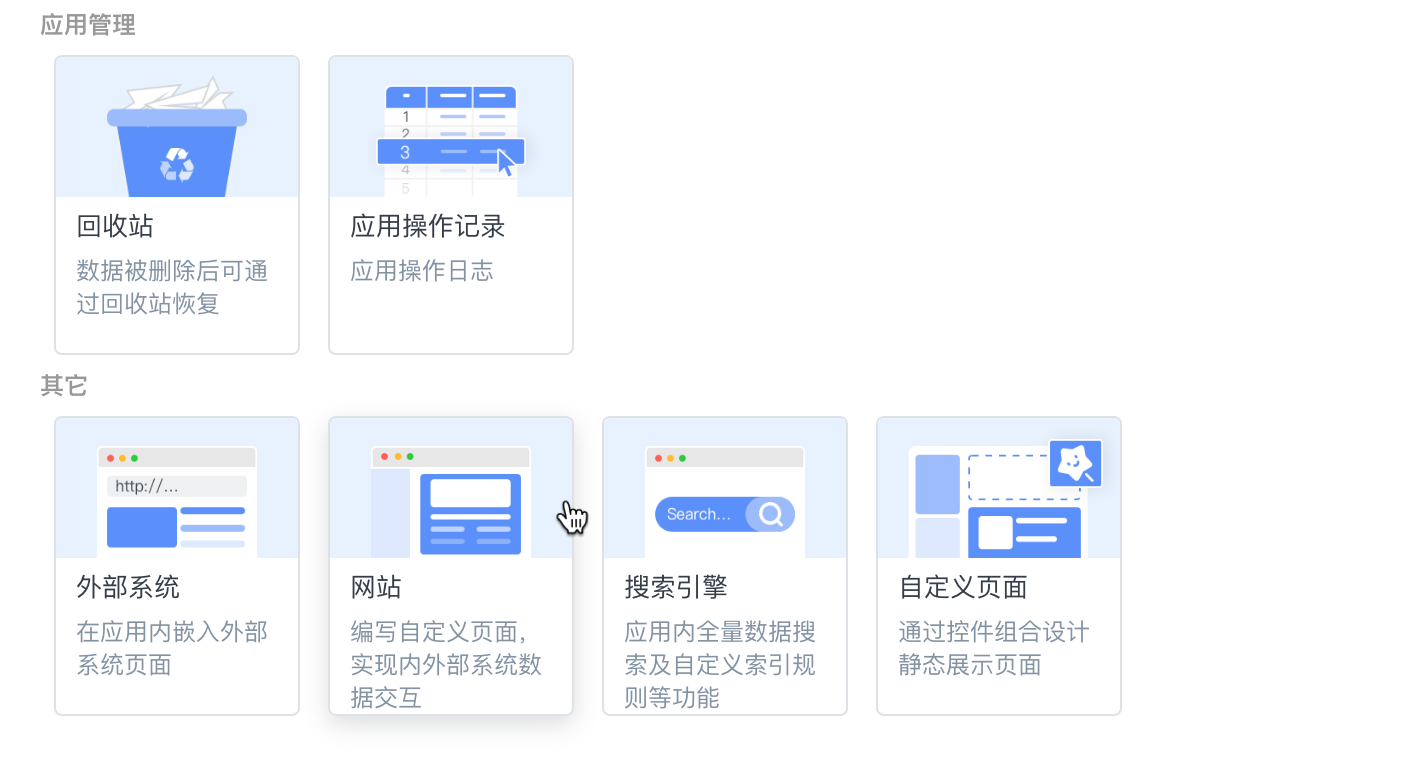 应用管理
1
2
3
4
5
回收站
应用操作记录
数据被删除后可通
过回收站恢复
应用操作日志
其它
http://...
Search...
外部系统
网站
搜索引擎
自定义页面
在应用内嵌入外部
系统页面
编写自定义页面，
实现内外部系统数
据交互
应用内全量数据搜
索及自定义索引规
则等功能
通过控件组合设计
静态展示页面